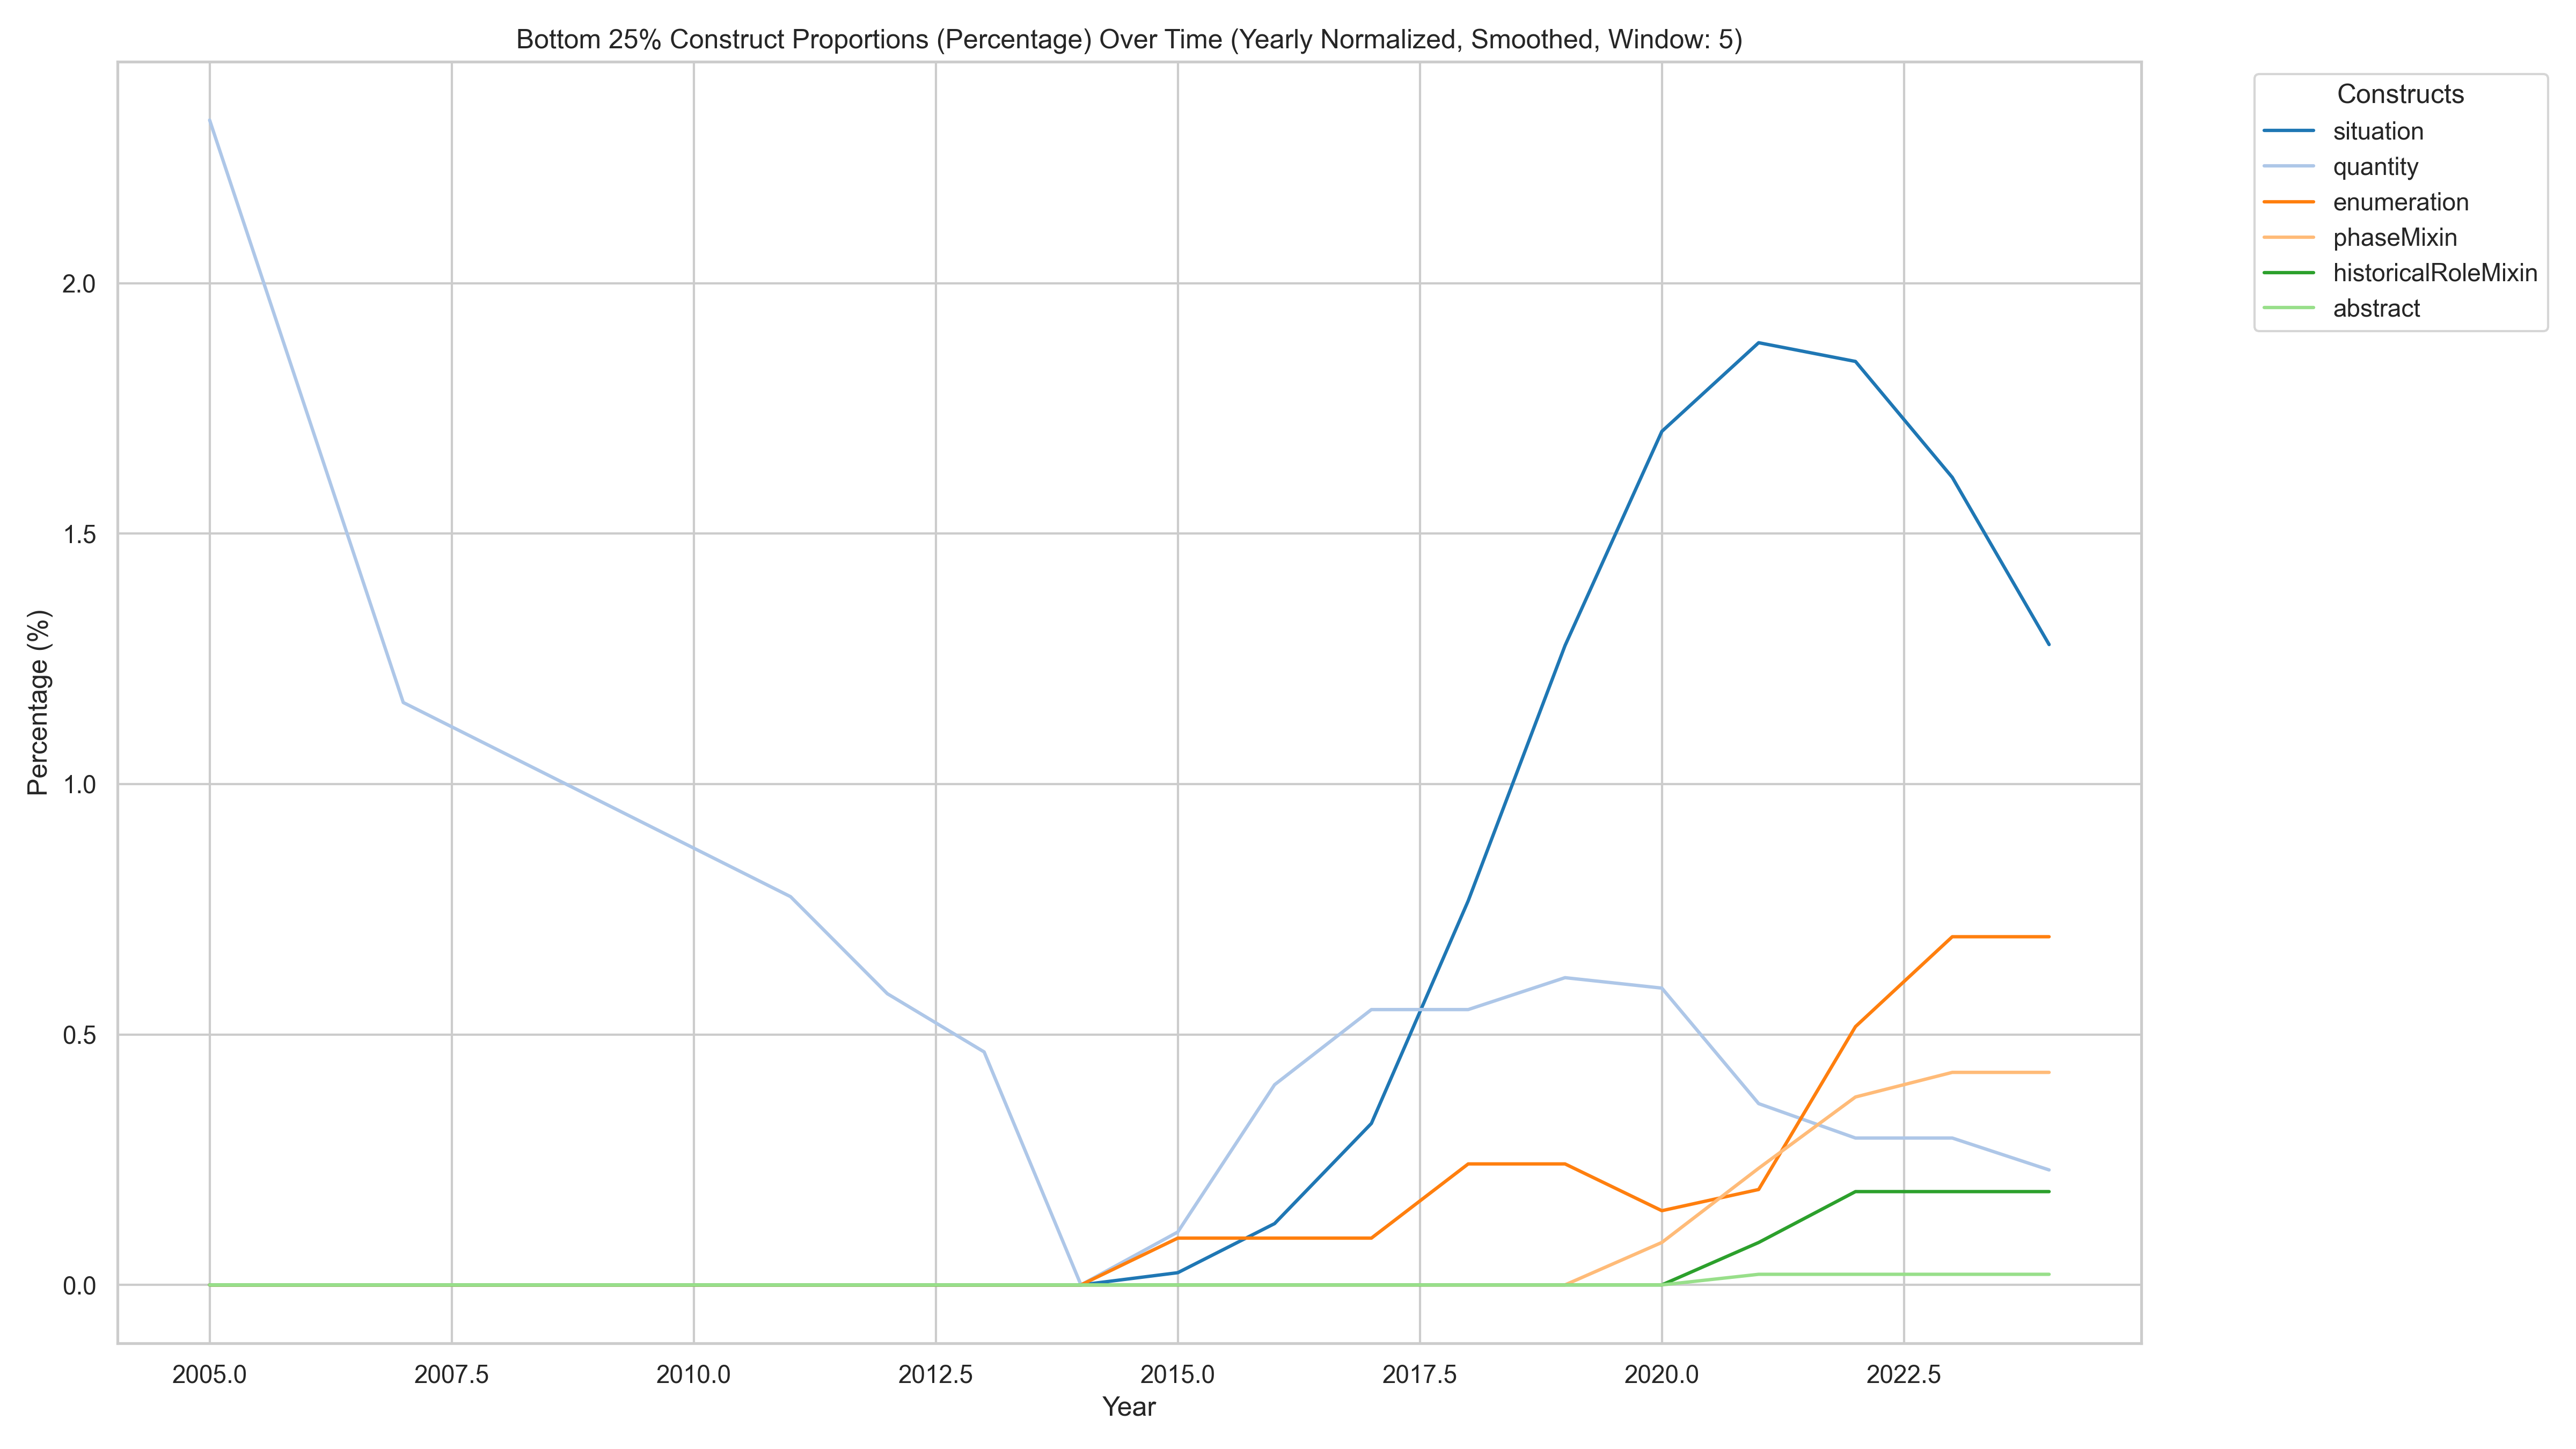 Bottom 25% Construct Proportions (Percentage) Over Time (Yearly Normalized, Smoothed, Window: 5)
Constructs
situation
quantity
enumeration
phaseMixin
historicalRoleMixin
abstract
Percentage (%)
2.0
1.5
1.0
0.5
0.0
2005.0 2007.5 2010.0 2012.5 2015.0 2017.5 2020.0 2022.5
Year